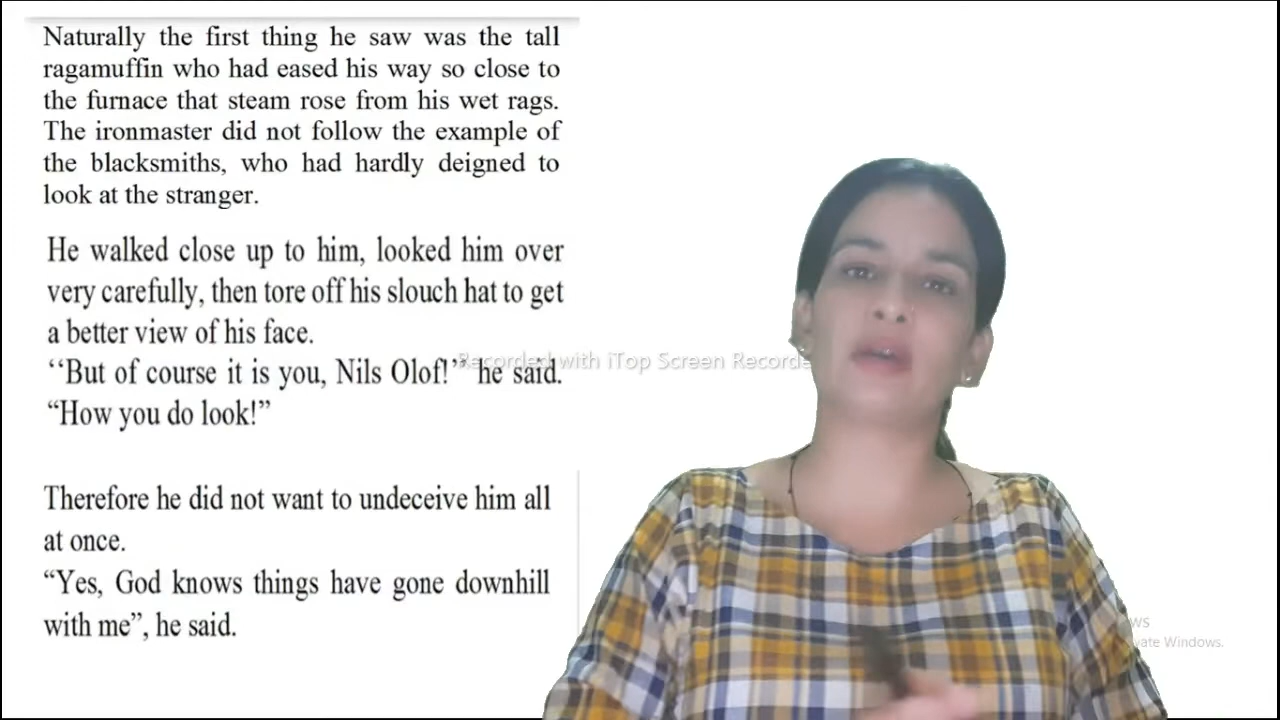 Naturally the first thing he saw was the tall
ragamuffin who had eased his way so close to
the furnace that steam rose from his wet rags.
The ironmaster did not follow the example of
the blacksmiths, who had hardly deigned to
look at the stranger.
He walked close up to him, looked him over
very carefully, then tore off his slouch hat to get
a better view of his face.
‘‘But of course it is you, Nils Olof!’’ he said.
“How you do look!”
Recorded with iTop Screen Recorde
Therefore he did not want to undeceive him all
at once.
“Yes, God knows things have gone downhill
with me”, he said.
Windows.